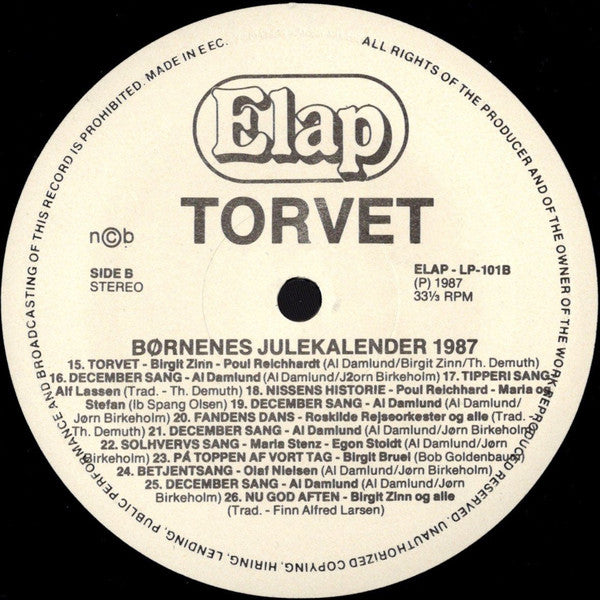 ALL RIGHTS OF THE PRODUCER AND OF THE OWNER OF THE WORK REPRODUCED RESERVED. UNAUTHORIZED COPYING, HIRING, LENDING, PUBLIC PERFORMANCE AND BROADCASTING OF THIS RECORD IS PROHIBITED. MADE IN EEC.
Elap
TORVET
n©b
SIDE B
STEREO
ELAP - LP-101B
(P) 1987
33⅓ RPM
BØRNENES JULEKALENDER 1987
15. TORVET - Birgit Zinn - Poul Reichhardt (Al Damlund/Birgit Zinn/Th. Demuth)
16. DECEMBER SANG - Al Damlund (Al Damlund/J2orn Birkeholm) 17. TIPPERI SANG -
Alf Lassen (Trad. - Th. Demuth) 18. NISSENS HISTORIE - Poul Reichhard - Maria og
Stefan (Ib Spang Olsen) 19. DECEMBER SANG - Al Damlund (Al Damlund/
Jørn Birkeholm) 20. FANDENS DANS - Roskilde Rejseorkester og alle (Trad. -
Th. Demuth) 21. DECEMBER SANG - Al Damlund (Al Damlund/Jørn Birkeholm)
22. SOLHVERVS SANG - Maria Stenz - Egon Stoldt (Al Damlund/Jørn
Birkeholm) 23. PÅ TOPPEN AF VORT TAG - Birgit Bruel (Bob Goldenbauer)
24. BETJENTSANG - Olaf Nielsen (Al Damlund/Jørn Birkeholm)
25. DECEMBER SANG - Al Damlund (Al Damlund/Jørn
Birkeholm) 26. NU GOD AFTEN - Birgit Zinn og alle
(Trad. - Finn Alfred Larsen)